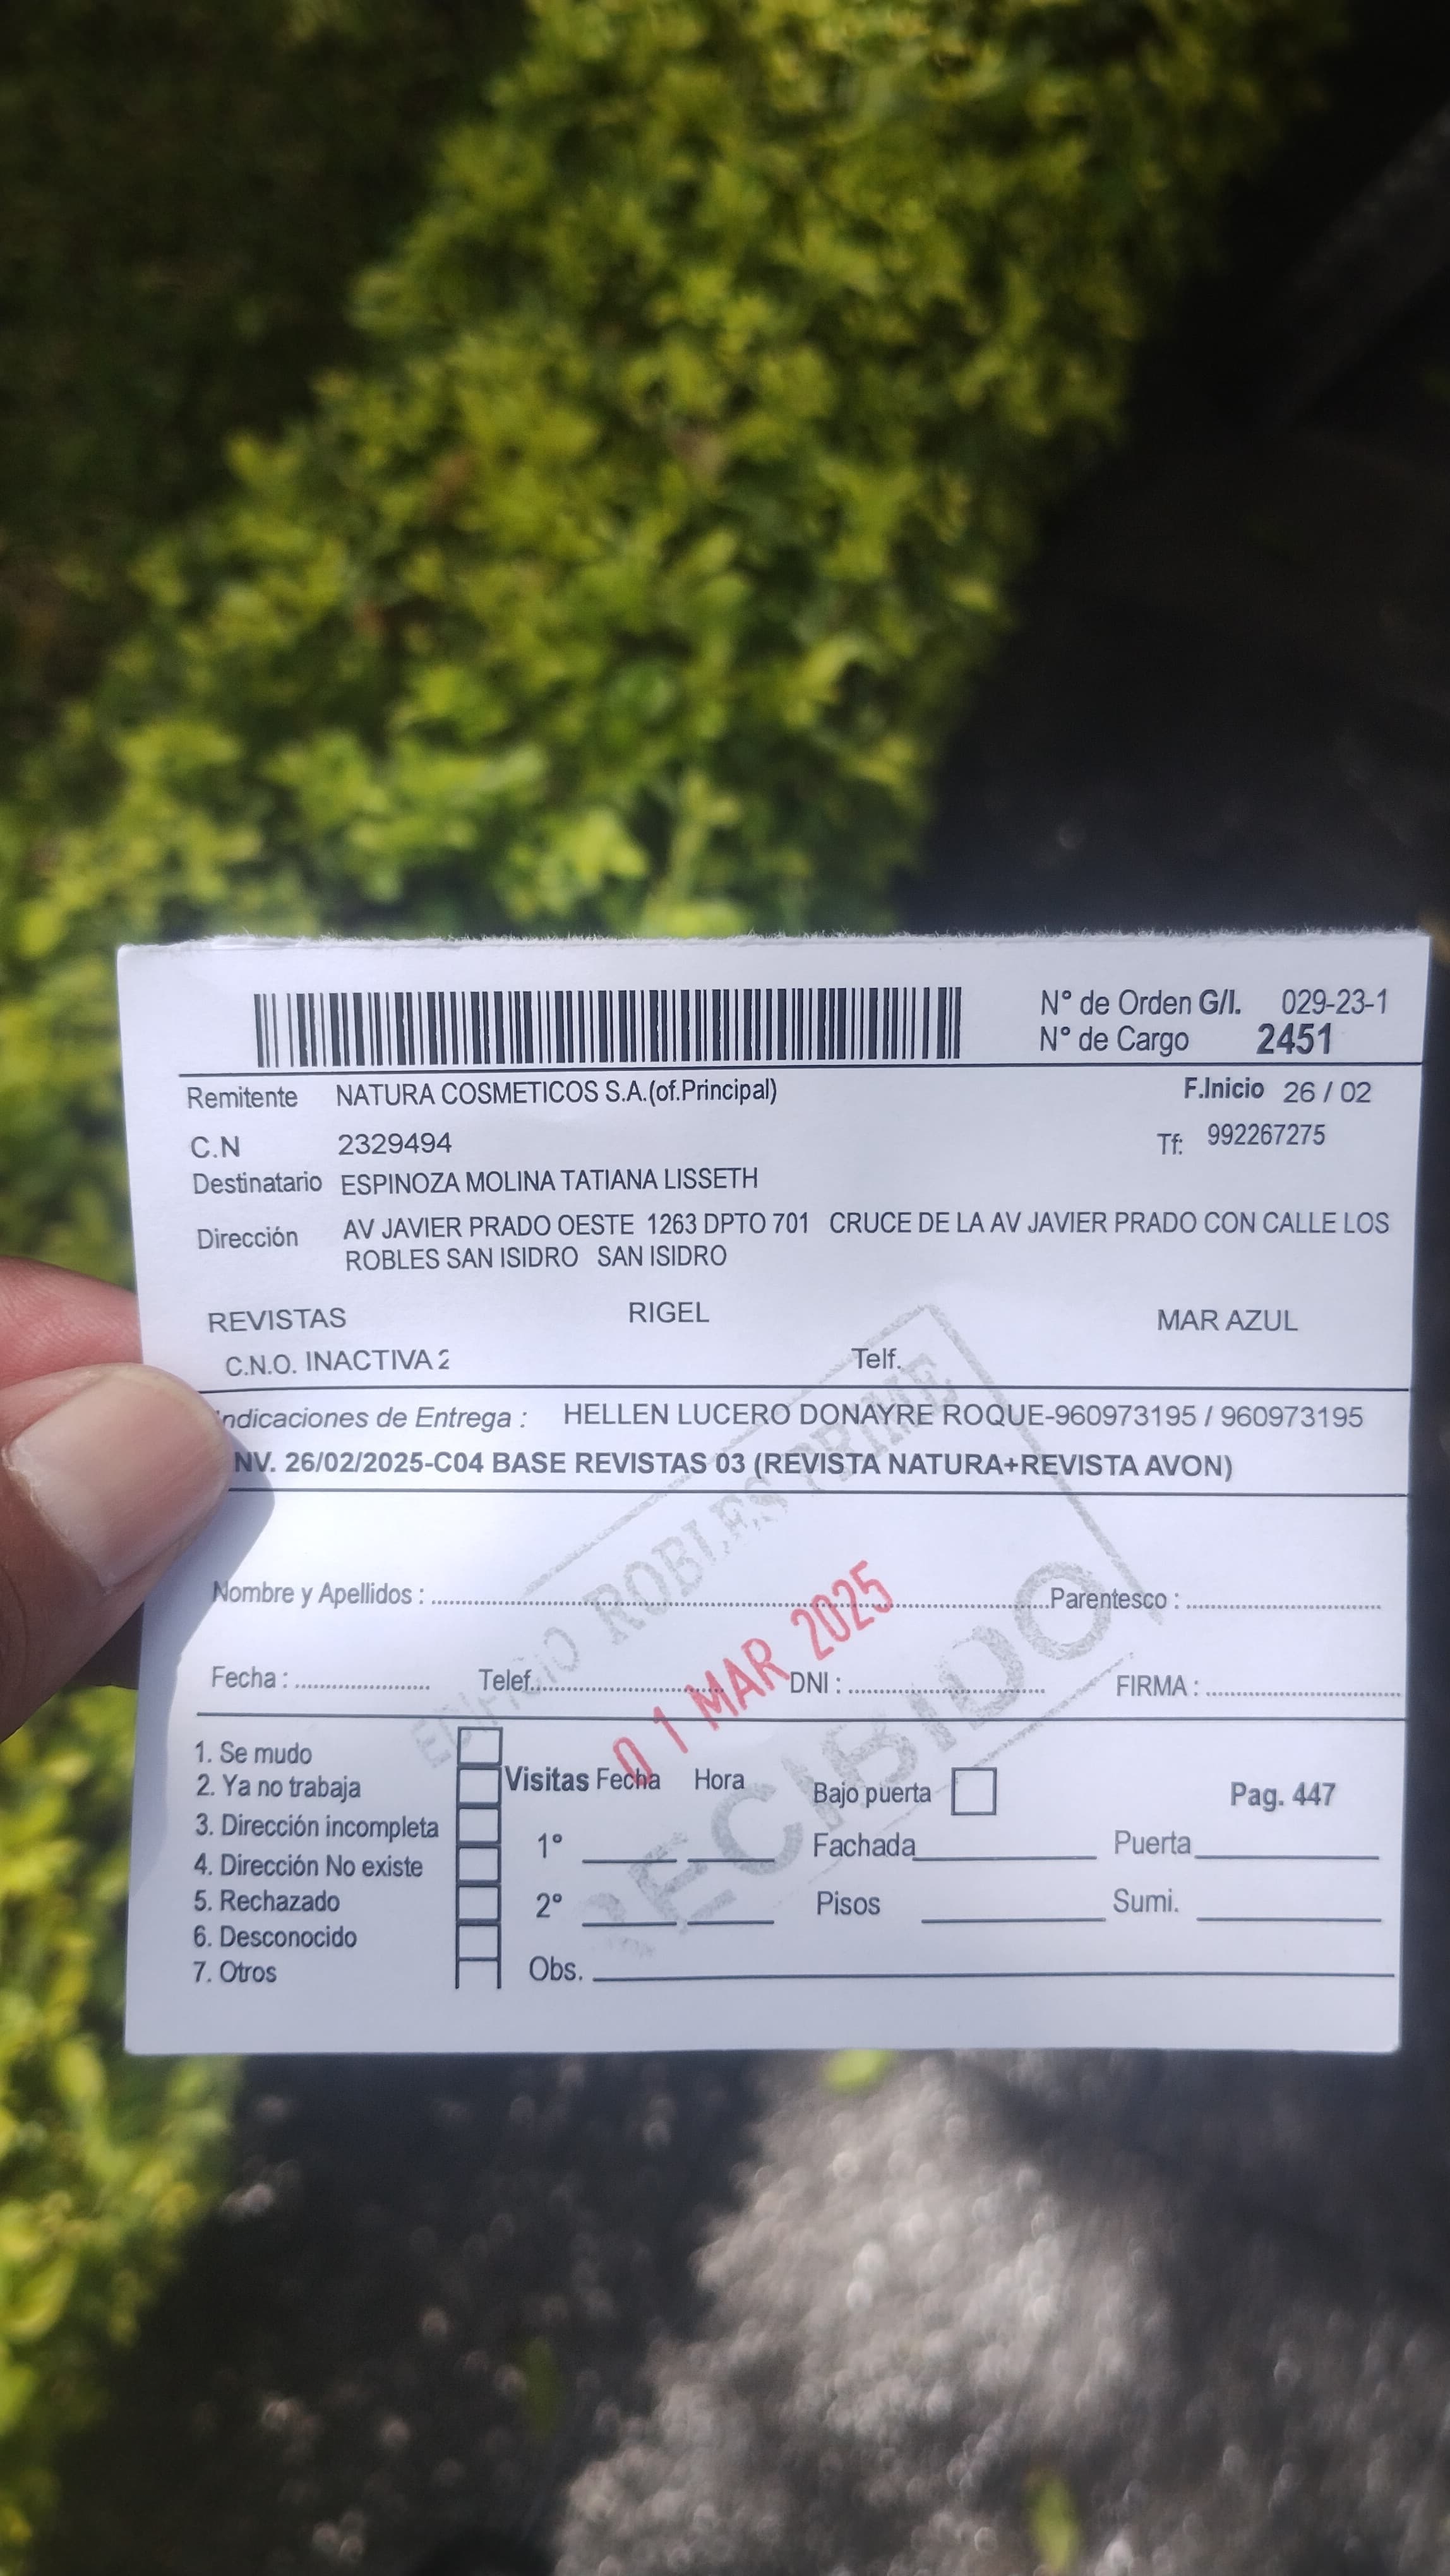 N° de Orden G/I. 029-23-1
N° de Cargo 2451
Remitente NATURA COSMETICOS S.A.(of.Principal) F.Inicio 26 / 02
C.N 2329494 Tf: 992267275
Destinatario ESPINOZA MOLINA TATIANA LISSETH
Dirección AV JAVIER PRADO OESTE 1263 DPTO 701 CRUCE DE LA AV JAVIER PRADO CON CALLE LOS
ROBLES SAN ISIDRO SAN ISIDRO
REVISTAS RIGEL MAR AZUL
C.N.O. INACTIVA 2 Telf.
ndicaciones de Entrega : HELLEN LUCERO DONAYRE ROQUE-960973195 / 960973195
NV. 26/02/2025-C04 BASE REVISTAS 03 (REVISTA NATURA+REVISTA AVON)
EDIFICIO ROBLES PRIME
01 MAR 2025
RECIBIDO
Nombre y Apellidos : Parentesco :
Fecha : Telef. DNI : FIRMA :
1. Se mudo
2. Ya no trabaja
3. Dirección incompleta
4. Dirección No existe
5. Rechazado
6. Desconocido
7. Otros
Visitas Fecha Hora
1°
2°
Obs.
Bajo puerta Pag. 447
Fachada Puerta
Pisos Sumi.